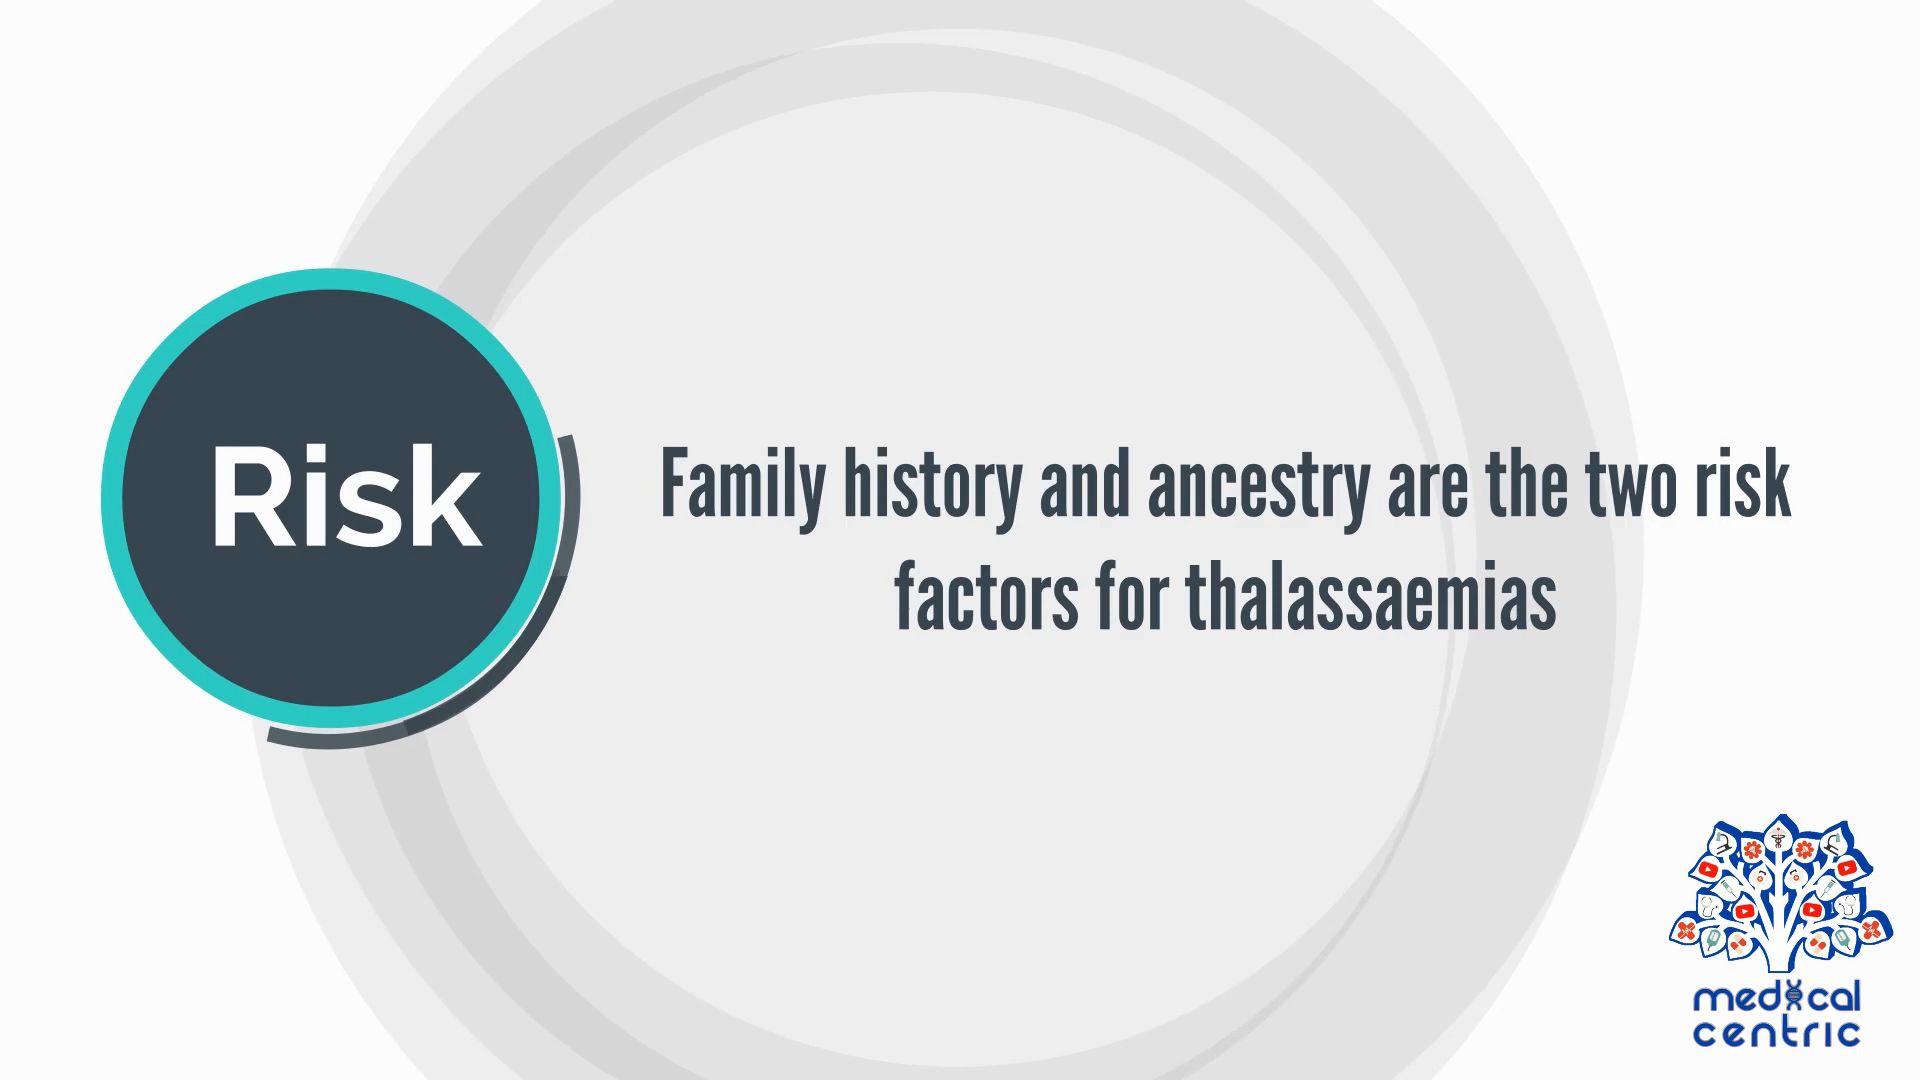 Risk
Family history and ancestry are the two risk
factors for thalassaemias
medical
centric